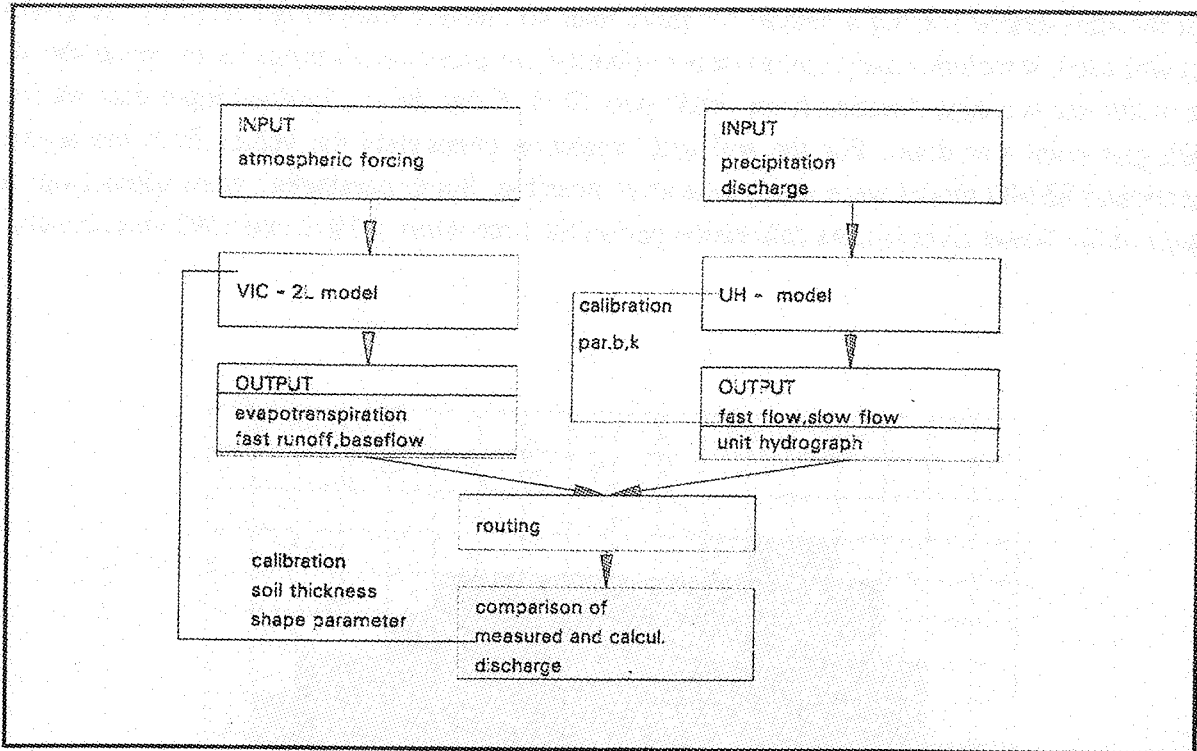 INPUT
atmospheric forcing
INPUT
precipitation
discharge
VIC - 2L model
calibration
par.b,k
UH - model
OUTPUT
evapotranspiration
fast runoff,baseflow
OUTPUT
fast flow,slow flow
unit hydrograph
routing
calibration
soil thickness
shape parameter
comparison of
measured and calcul.
discharge